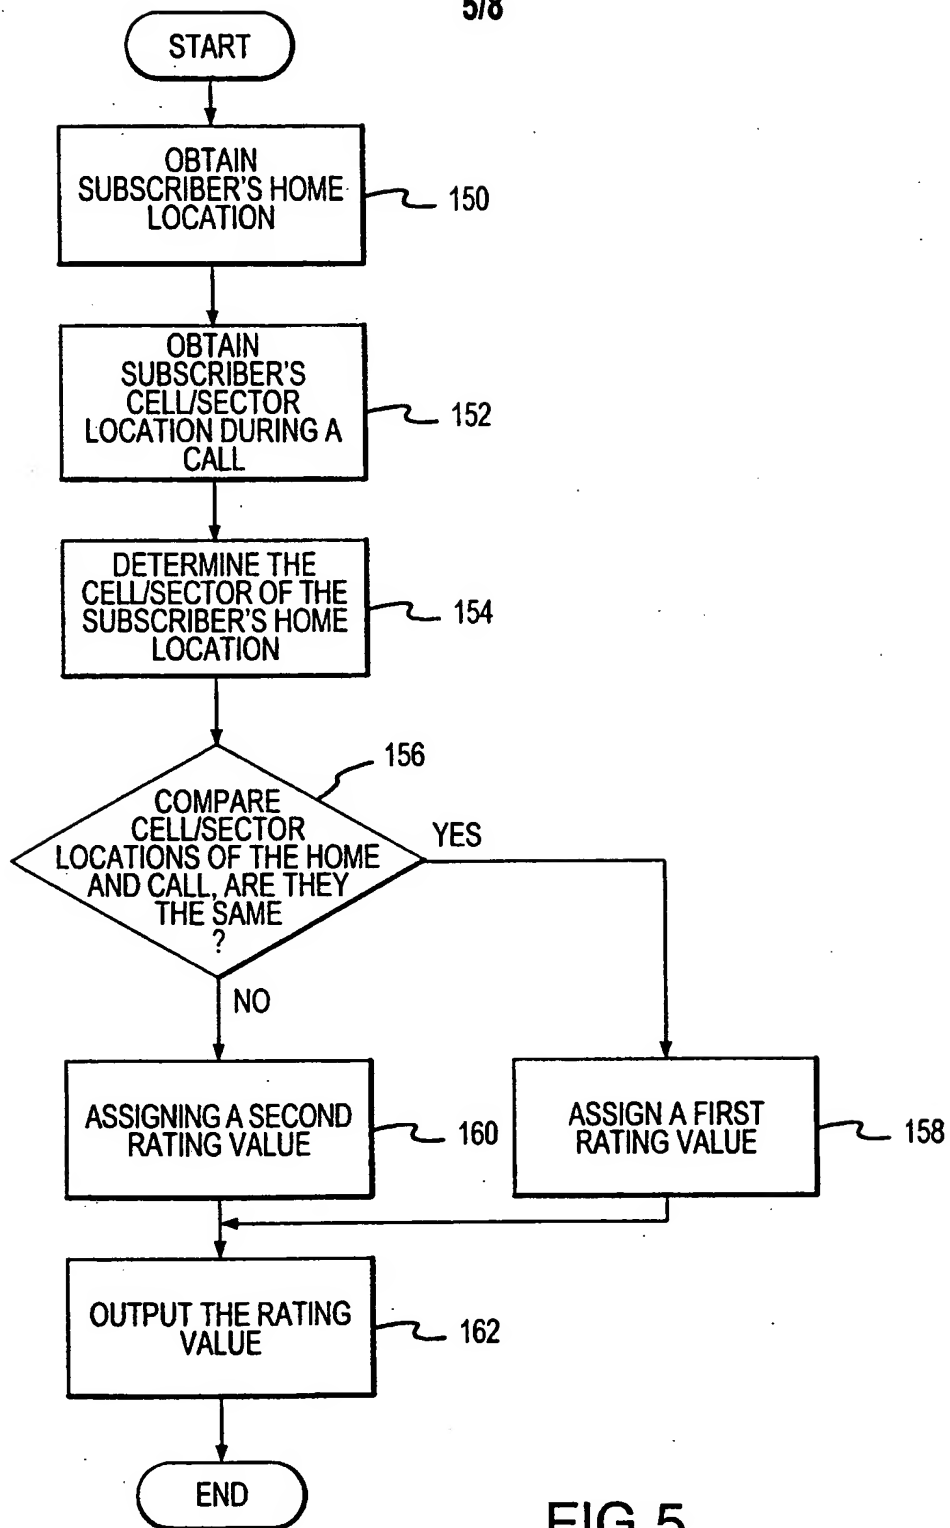 5/8
START
OBTAIN
SUBSCRIBER'S HOME
LOCATION
150
OBTAIN
SUBSCRIBER'S
CELL/SECTOR
LOCATION DURING A
CALL
152
DETERMINE THE
CELL/SECTOR OF THE
SUBSCRIBER'S HOME
LOCATION
154
156
COMPARE
CELL/SECTOR
LOCATIONS OF THE HOME
AND CALL, ARE THEY
THE SAME
?
YES
NO
ASSIGNING A SECOND
RATING VALUE
160
ASSIGN A FIRST
RATING VALUE
158
OUTPUT THE RATING
VALUE
162
END
FIG.5